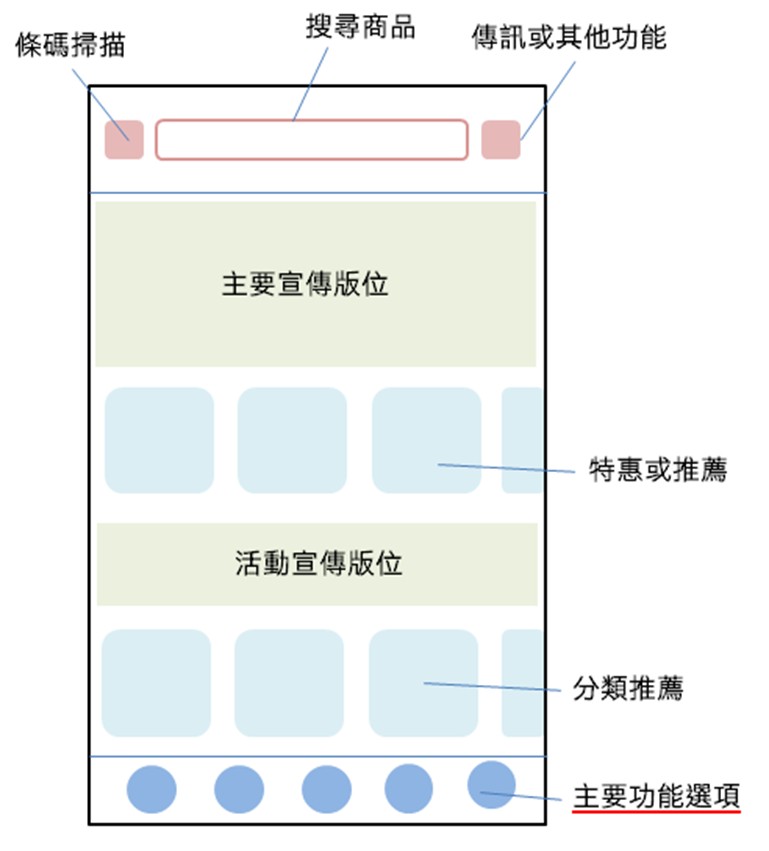 搜尋商品
條碼掃描
傳訊或其他功能
主要宣傳版位
特惠或推薦
活動宣傳版位
分類推薦
主要功能選項